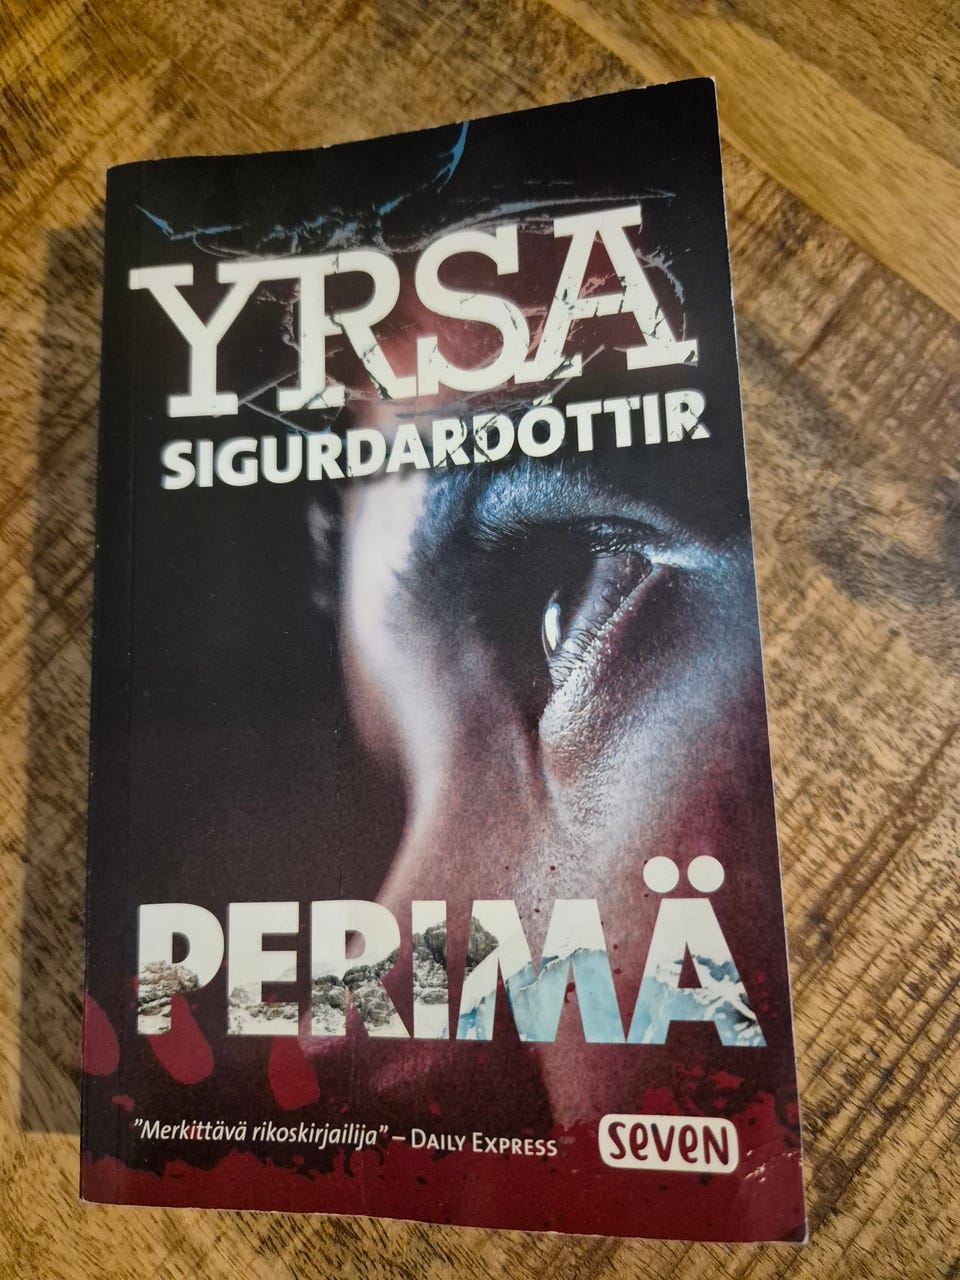 YRSA
SIGURDARDÓTTIR
PERIMÄ
"Merkittävä rikoskirjailija" – DAILY EXPRESS
seven